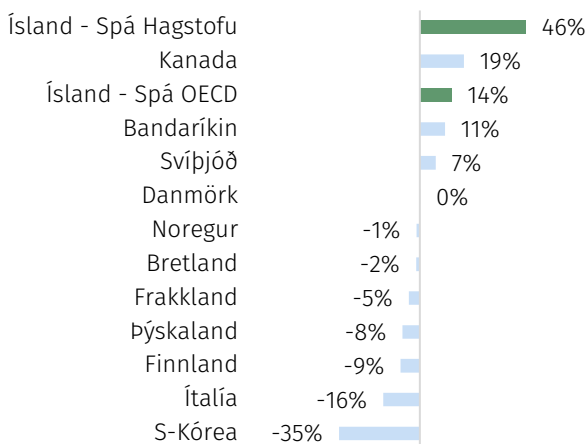 Ísland - Spá Hagstofu 46%
Kanada 19%
Ísland - Spá OECD 14%
Bandaríkin 11%
Svíþjóð 7%
Danmörk 0%
Noregur -1%
Bretland -2%
Frakkland -5%
Þýskaland -8%
Finnland -9%
Ítalía -16%
S-Kórea -35%